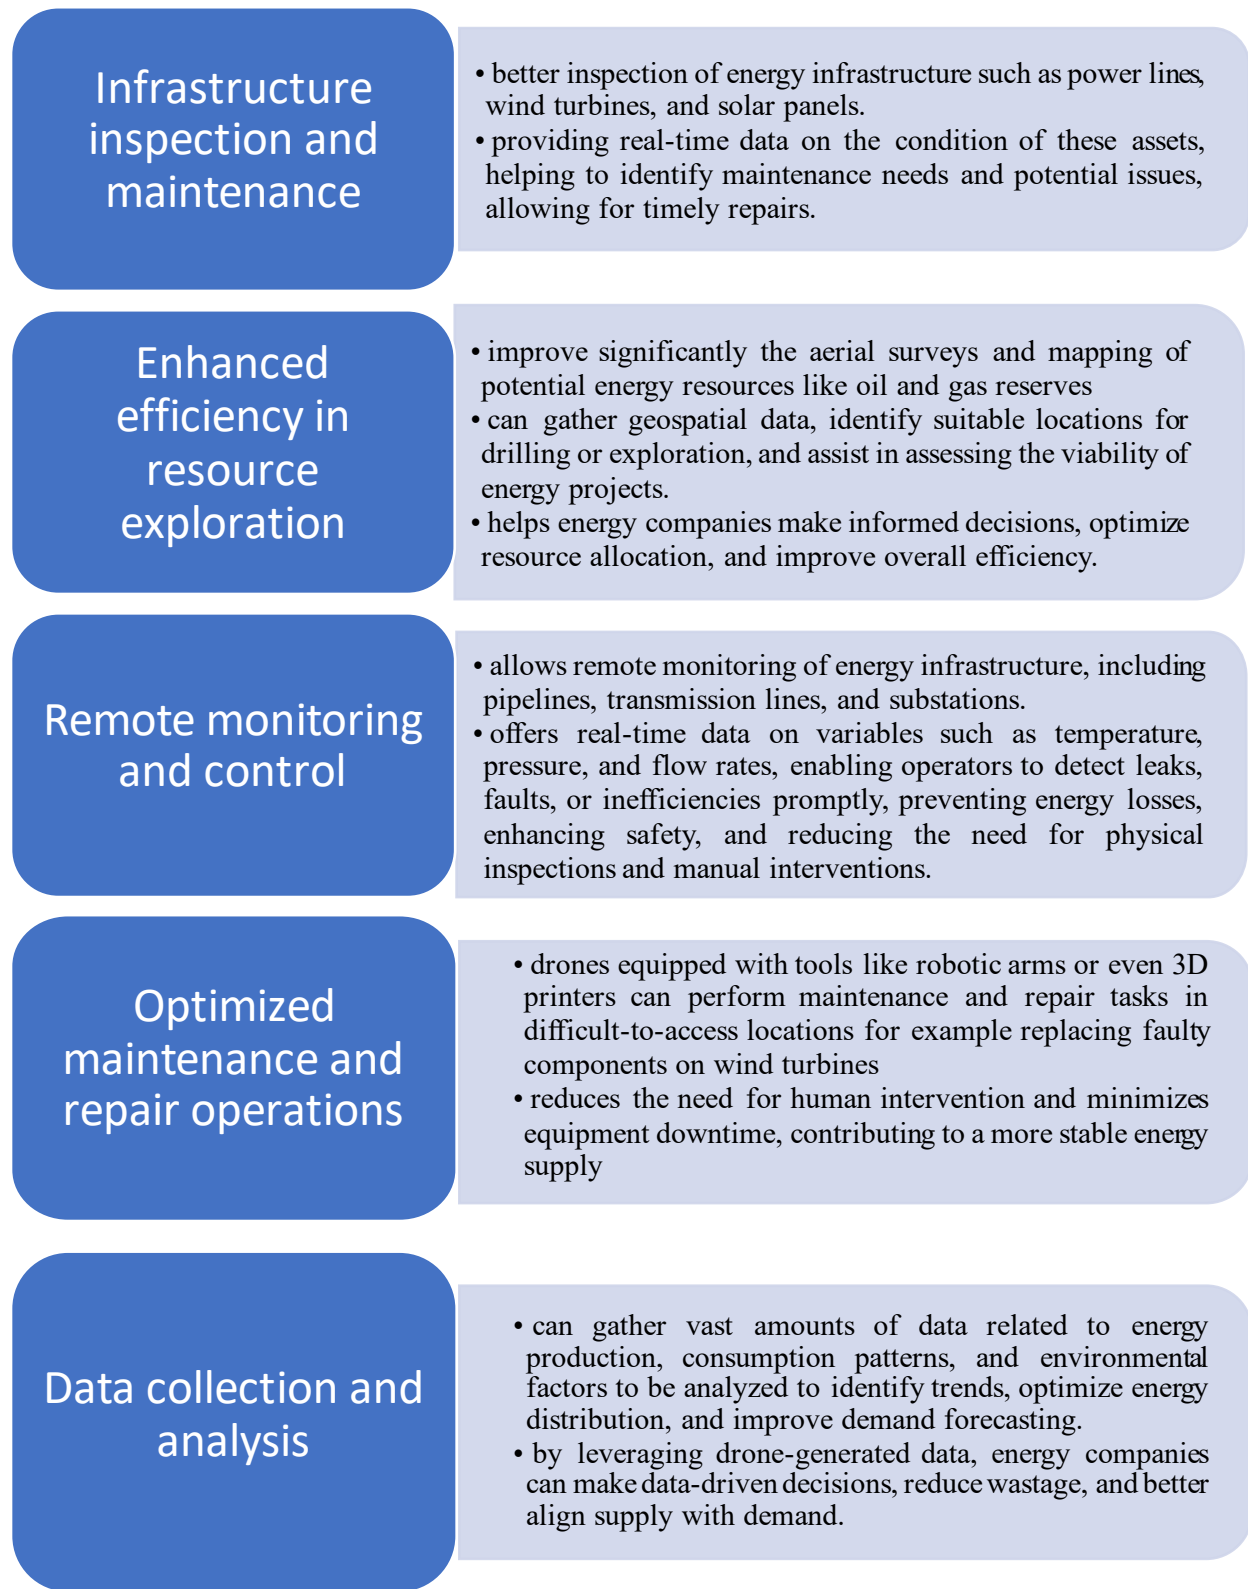 Infrastructure
inspection and
maintenance
• better inspection of energy infrastructure such as power lines,
wind turbines, and solar panels.
• providing real-time data on the condition of these assets,
helping to identify maintenance needs and potential issues,
allowing for timely repairs.
Enhanced
efficiency in
resource
exploration
• improve significantly the aerial surveys and mapping of
potential energy resources like oil and gas reserves
• can gather geospatial data, identify suitable locations for
drilling or exploration, and assist in assessing the viability of
energy projects.
• helps energy companies make informed decisions, optimize
resource allocation, and improve overall efficiency.
Remote monitoring
and control
• allows remote monitoring of energy infrastructure, including
pipelines, transmission lines, and substations.
• offers real-time data on variables such as temperature,
pressure, and flow rates, enabling operators to detect leaks,
faults, or inefficiencies promptly, preventing energy losses,
enhancing safety, and reducing the need for physical
inspections and manual interventions.
Optimized
maintenance and
repair operations
• drones equipped with tools like robotic arms or even 3D
printers can perform maintenance and repair tasks in
difficult-to-access locations for example replacing faulty
components on wind turbines
• reduces the need for human intervention and minimizes
equipment downtime, contributing to a more stable energy
supply
Data collection and
analysis
• can gather vast amounts of data related to energy
production, consumption patterns, and environmental
factors to be analyzed to identify trends, optimize energy
distribution, and improve demand forecasting.
• by leveraging drone-generated data, energy companies
can make data-driven decisions, reduce wastage, and better
align supply with demand.